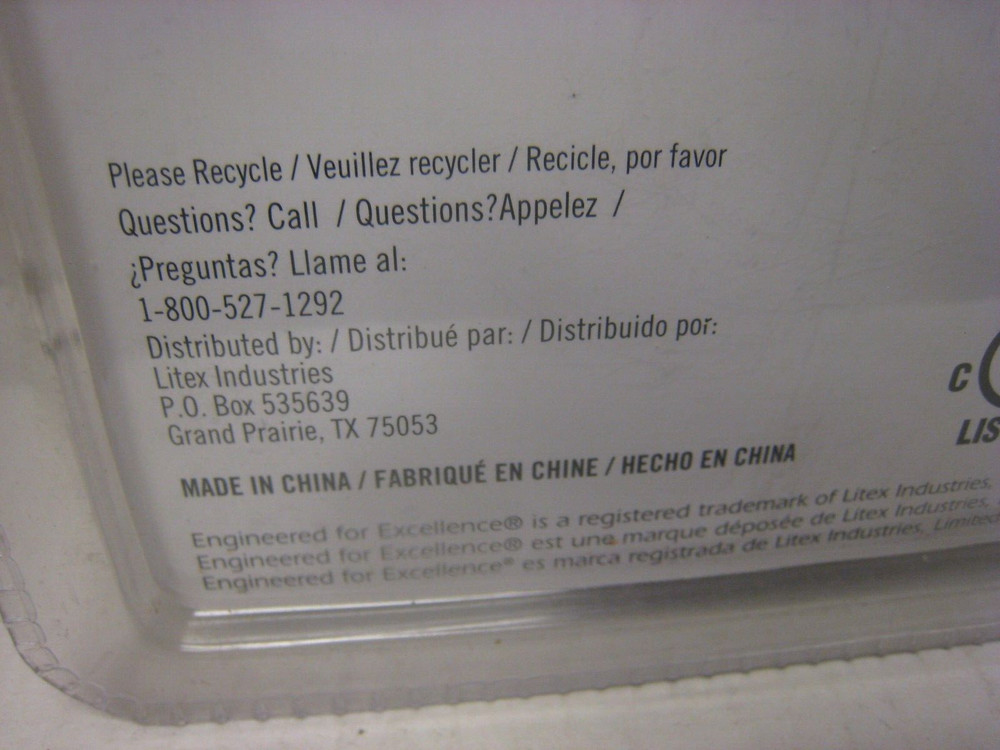 Please Recycle / Veuillez recycler / Recicle, por favor
Questions? Call / Questions?Appelez /
¿Preguntas? Llame al:
1-800-527-1292
Distributed by: / Distribué par: / Distribuido por:
Litex Industries
P.O. Box 535639
Grand Prairie, TX 75053
MADE IN CHINA / FABRIQUÉ EN CHINE / HECHO EN CHINA
Engineered for Excellence® is a registered trademark of Litex Industries,
Engineered for Excellence® est une marque déposée de Litex Industries,
Engineered for Excellence® es marca registrada de Litex Industries, Limited
C
LIS